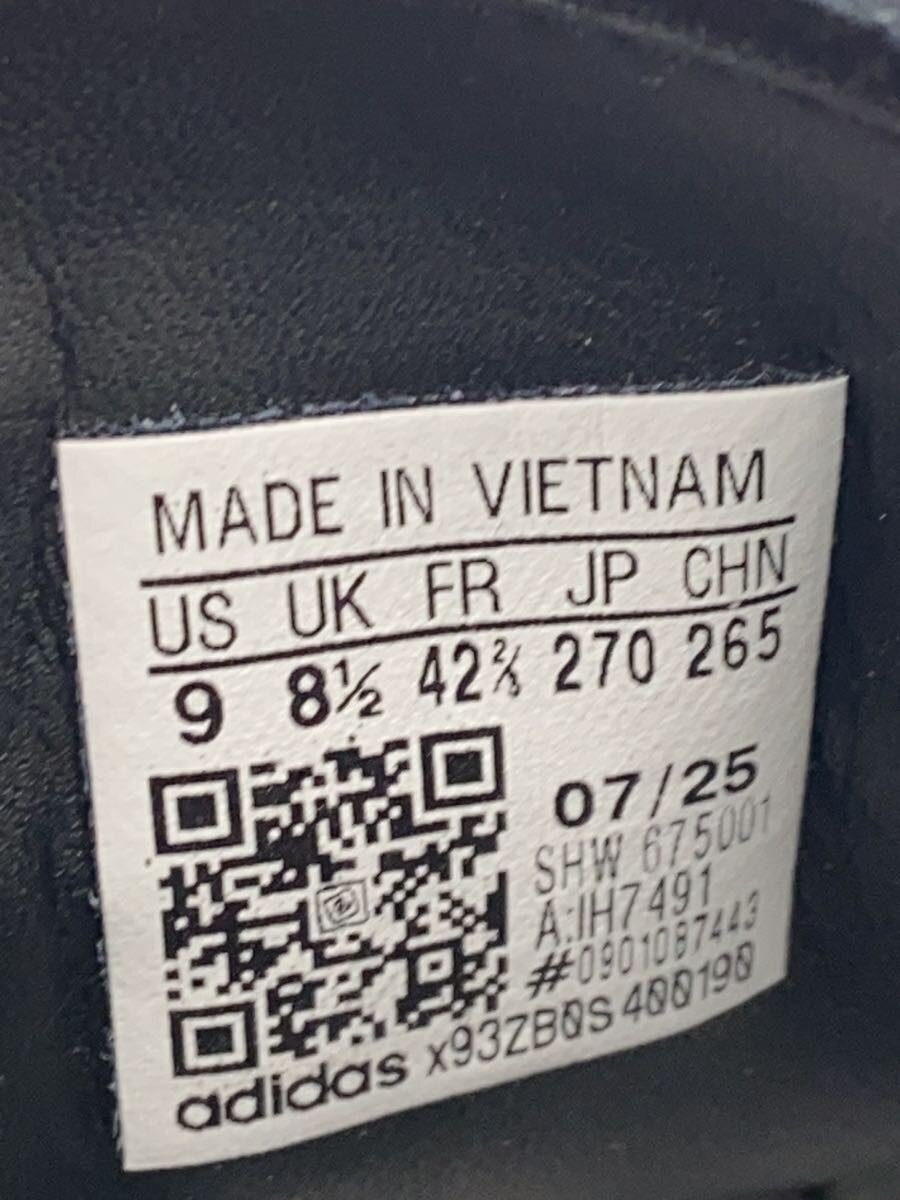 MADE IN VIETNAM
US UK FR JP CHN
9 8½ 42⅔ 270 265
07/25
SHW 675001
A:IH7491
#0901087443
adidas x93ZB0S 400190